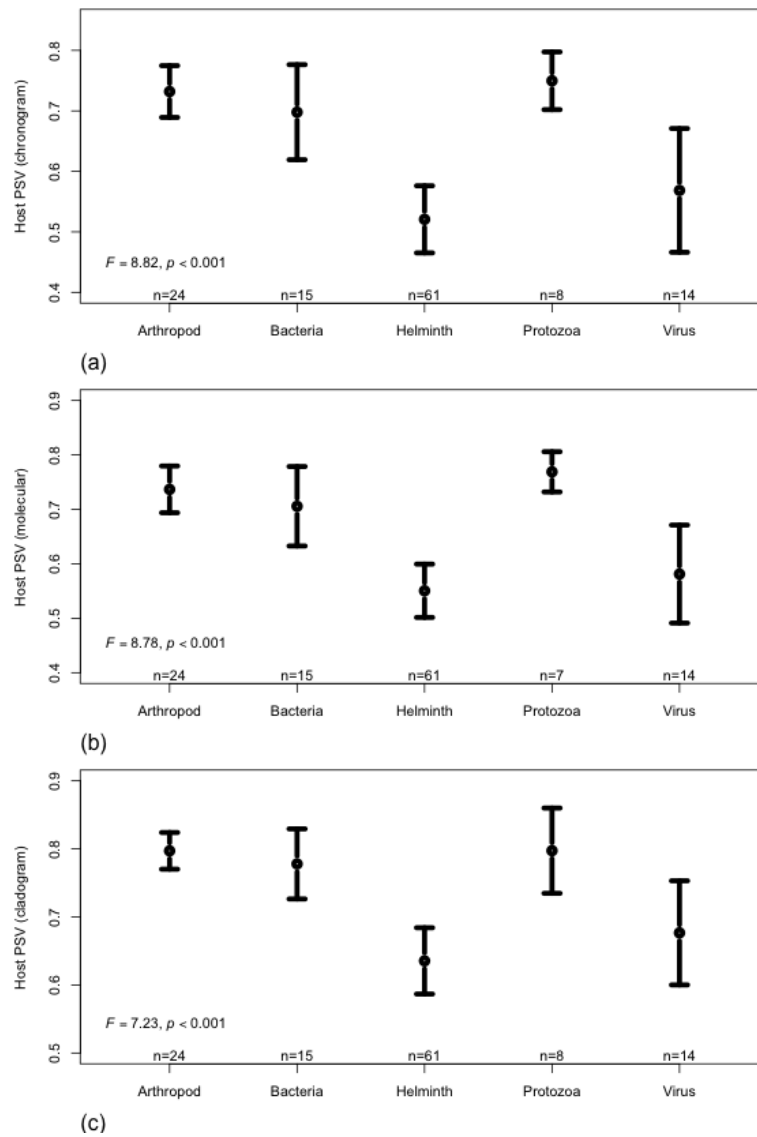 Host PSV (chronogram)
0.8
0.7
0.6
0.5
0.4
F = 8.82, p < 0.001
n=24 n=15 n=61 n=8 n=14
Arthropod Bacteria Helminth Protozoa Virus
(a)
Host PSV (molecular)
0.9
0.8
0.7
0.6
0.5
0.4
F = 8.78, p < 0.001
n=24 n=15 n=61 n=7 n=14
Arthropod Bacteria Helminth Protozoa Virus
(b)
Host PSV (cladogram)
0.9
0.8
0.7
0.6
0.5
F = 7.23, p < 0.001
n=24 n=15 n=61 n=8 n=14
Arthropod Bacteria Helminth Protozoa Virus
(c)